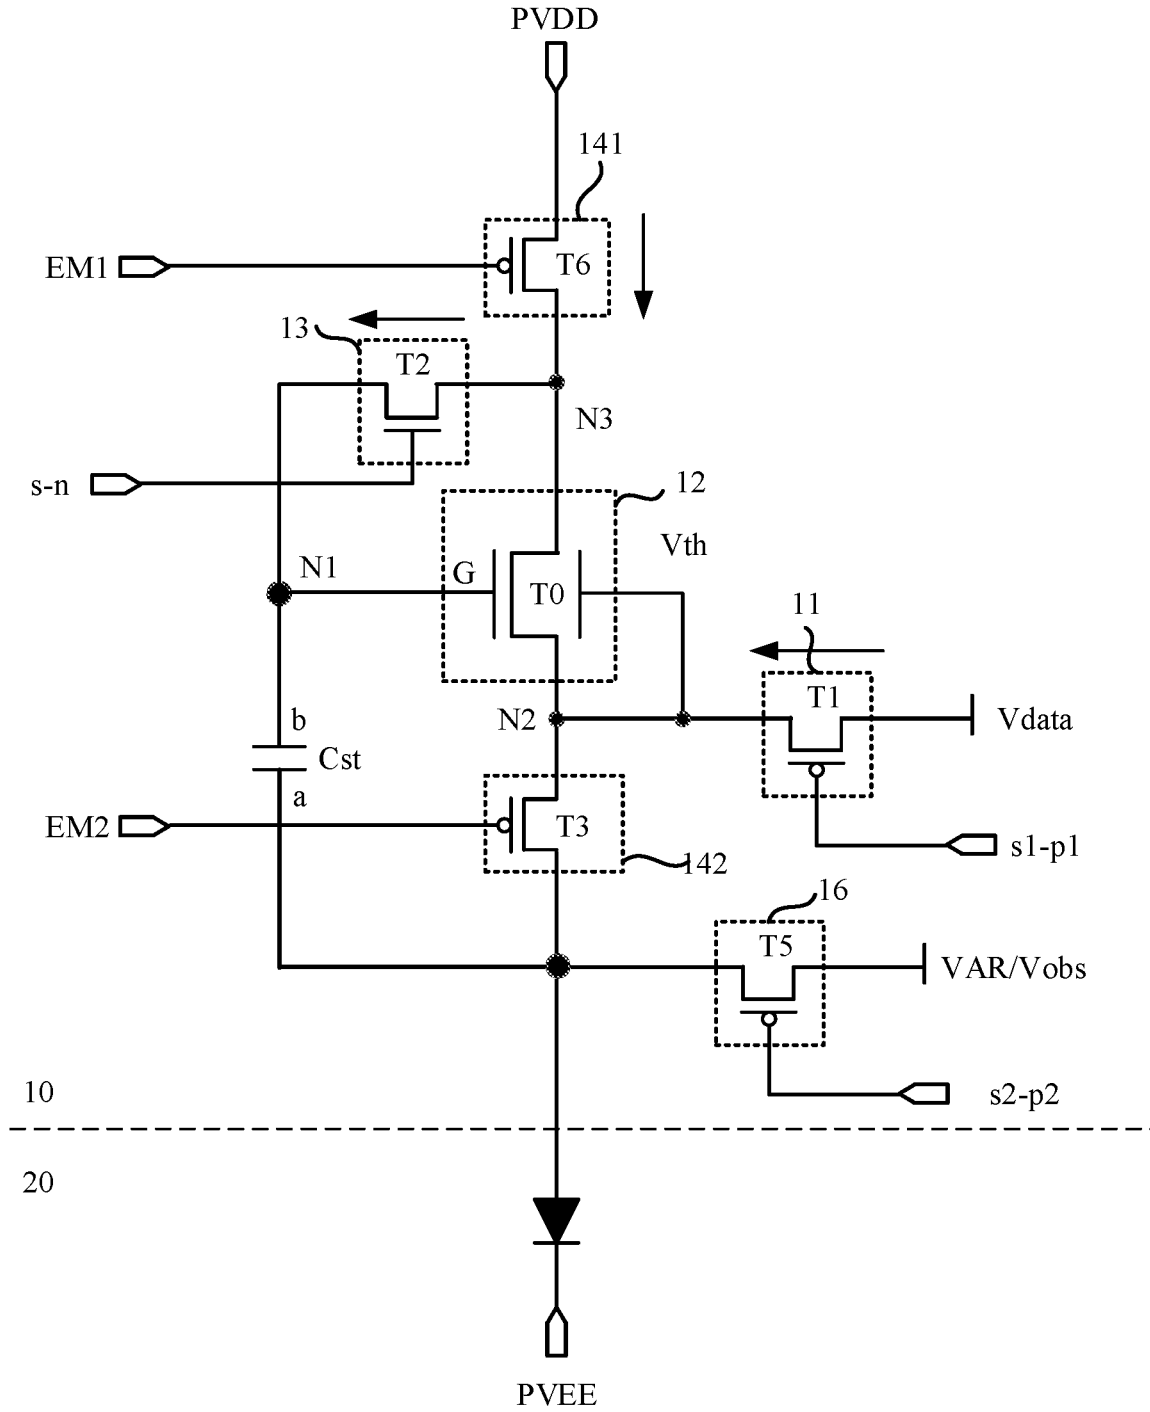 PVDD
141
EM1
T6
13
T2
N3
s-n
12
Vth
N1
G
T0
11
T1
N2
Vdata
b
Cst
a
EM2
T3
s1-p1
142
16
T5
VAR/Vobs
10
s2-p2
20
PVEE